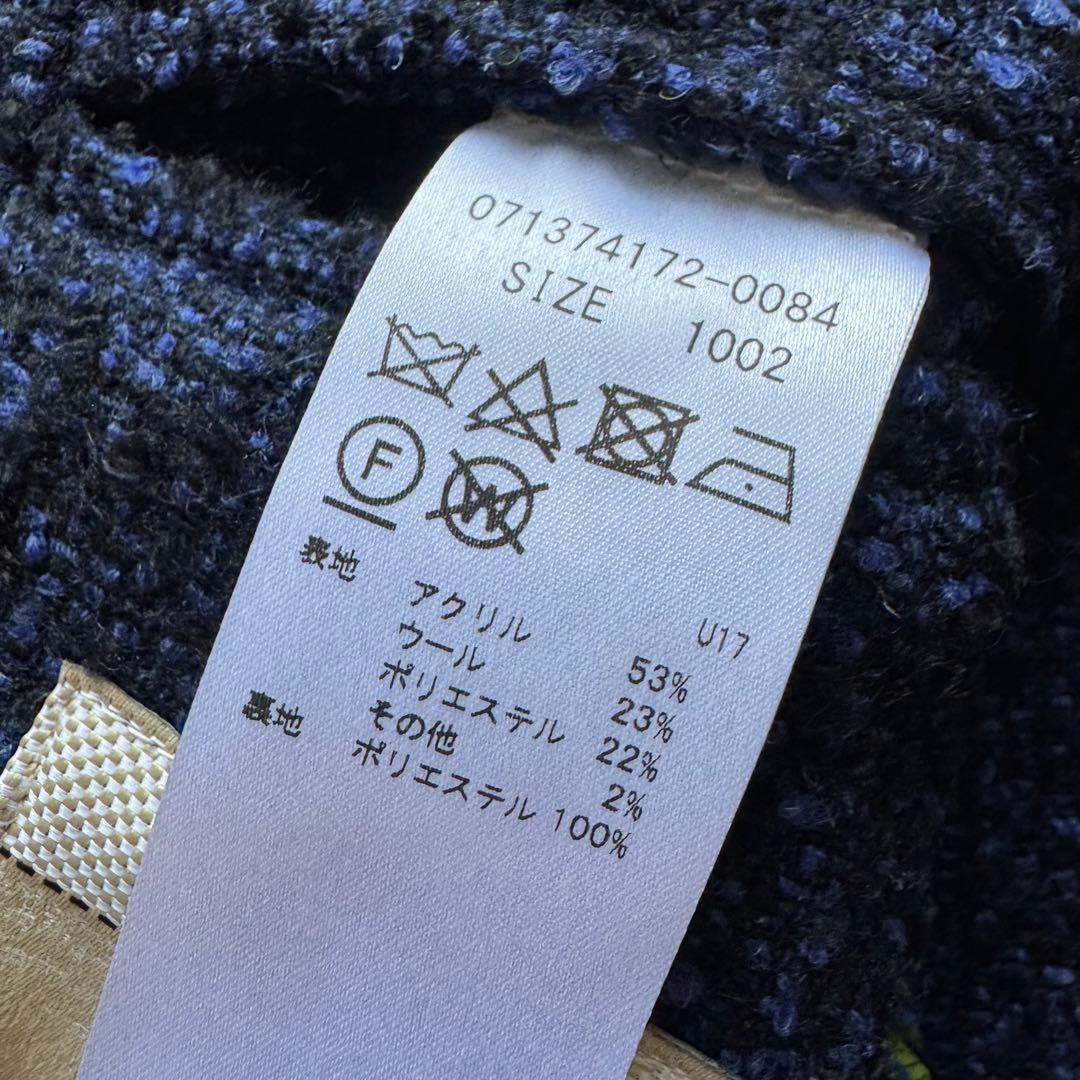 071374172-0084
SIZE 1002
F
W
U17
表地 アクリル 53%
ウール 23%
ポリエステル 22%
その他 2%
裏地 ポリエステル 100%